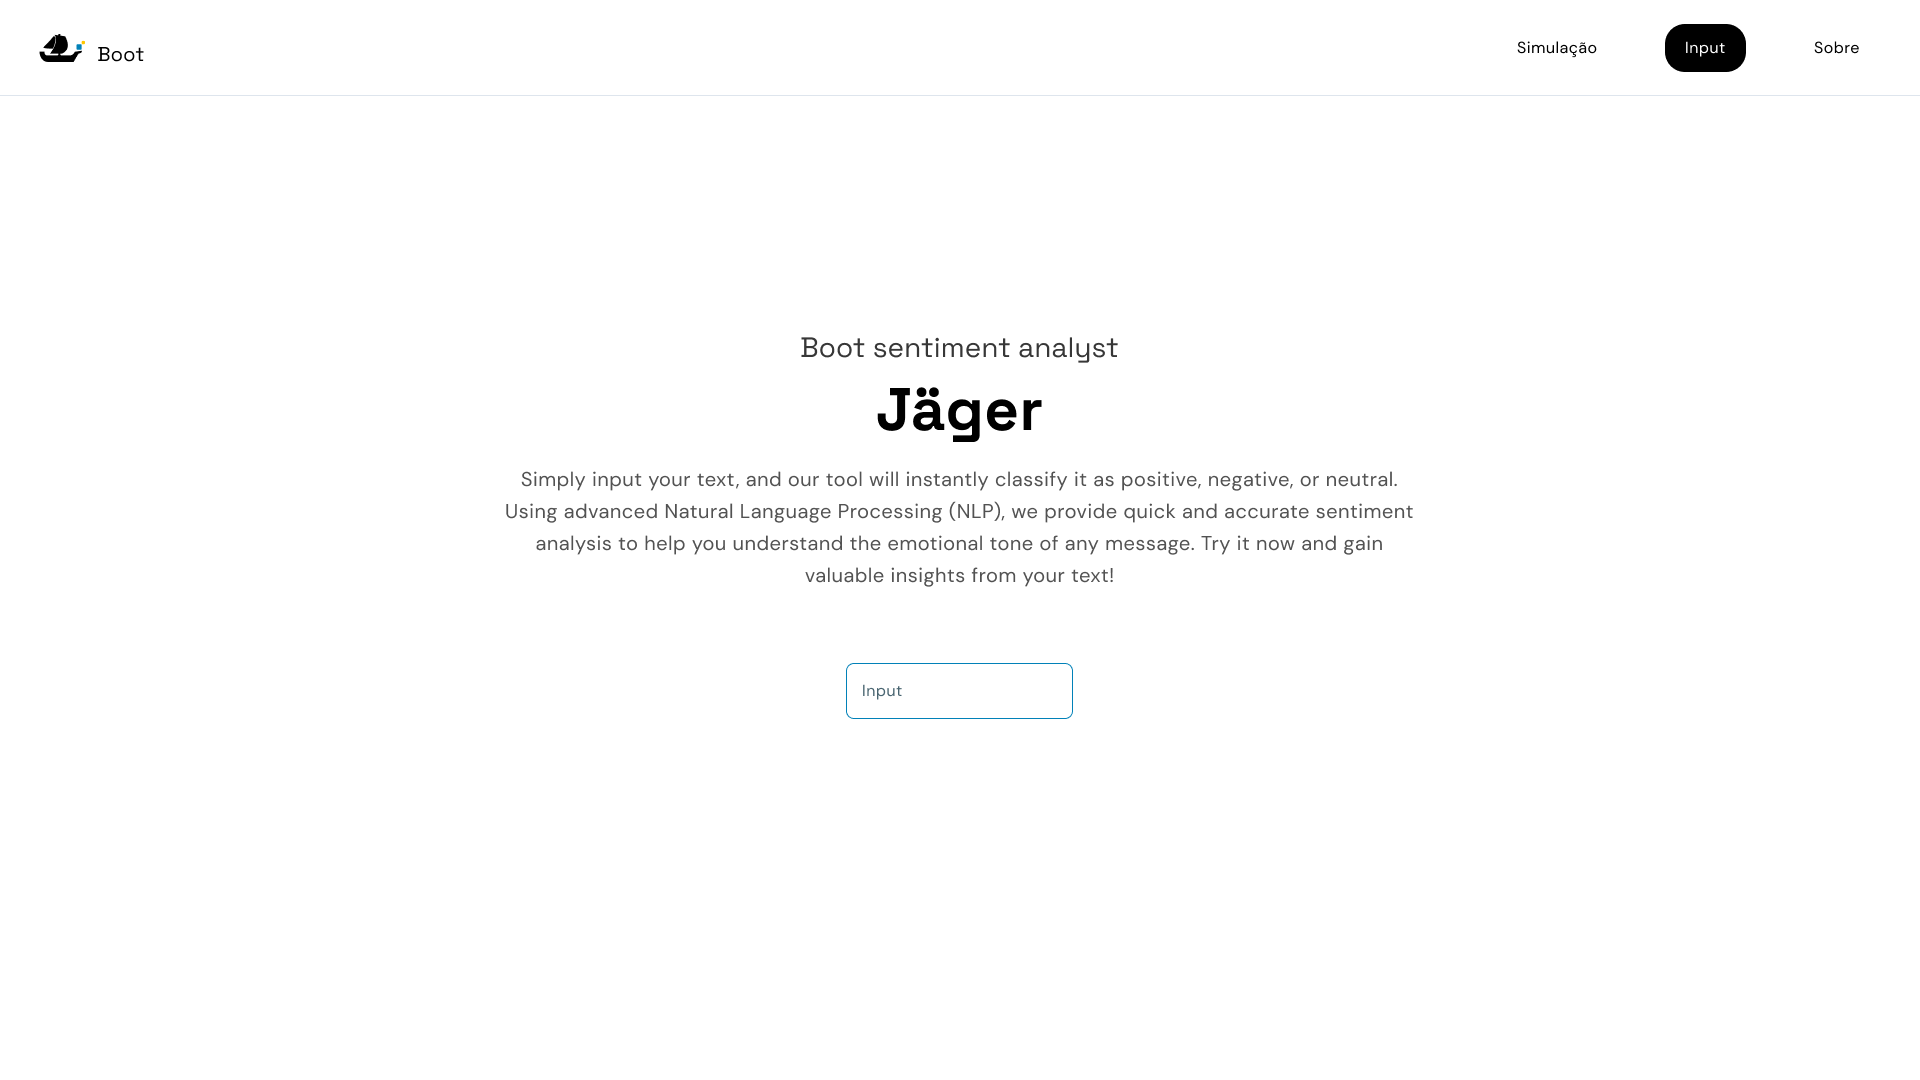 Boot
Simulação
Input
Sobre
Boot sentiment analyst
Jäger
Simply input your text, and our tool will instantly classify it as positive, negative, or neutral.
Using advanced Natural Language Processing (NLP), we provide quick and accurate sentiment
analysis to help you understand the emotional tone of any message. Try it now and gain
valuable insights from your text!
Input